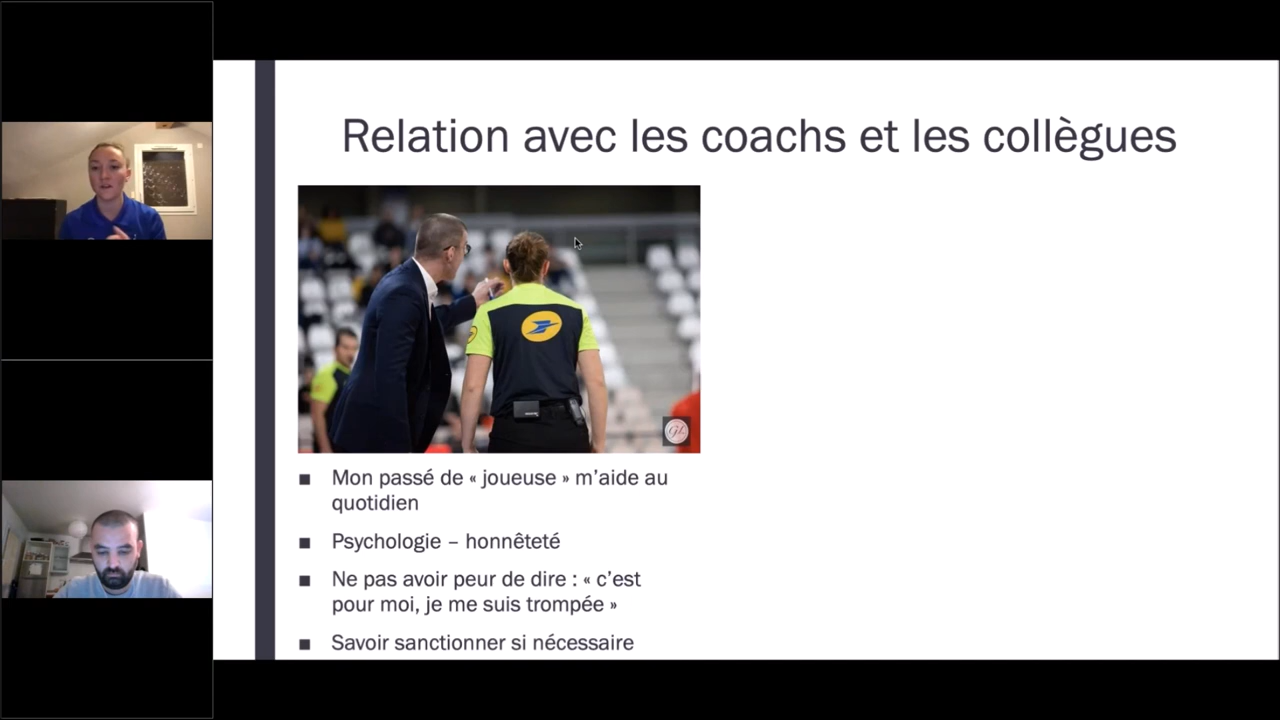 Relation avec les coachs et les collègues
■ Mon passé de « joueuse » m’aide au
quotidien
■ Psychologie – honnêteté
■ Ne pas avoir peur de dire : « c’est
pour moi, je me suis trompée »
■ Savoir sanctionner si nécessaire